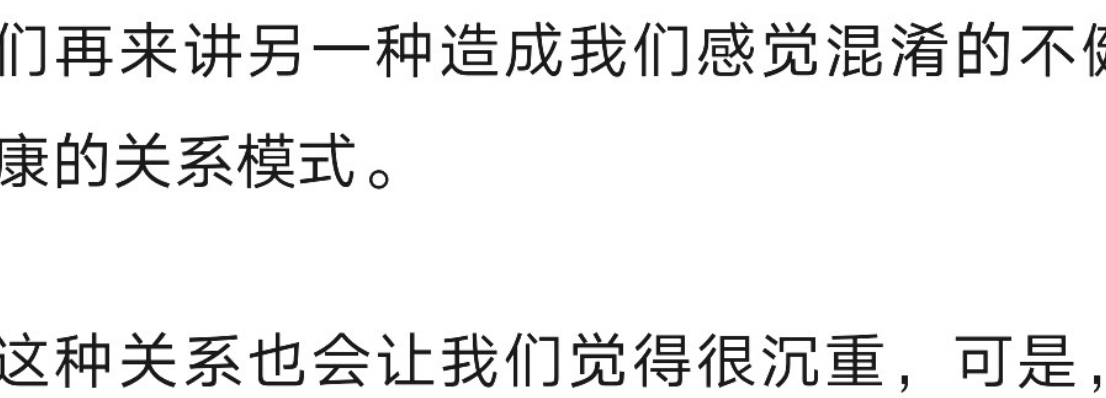 们再来讲另一种造成我们感觉混淆的不健
康的关系模式。
这种关系也会让我们觉得很沉重，可是，